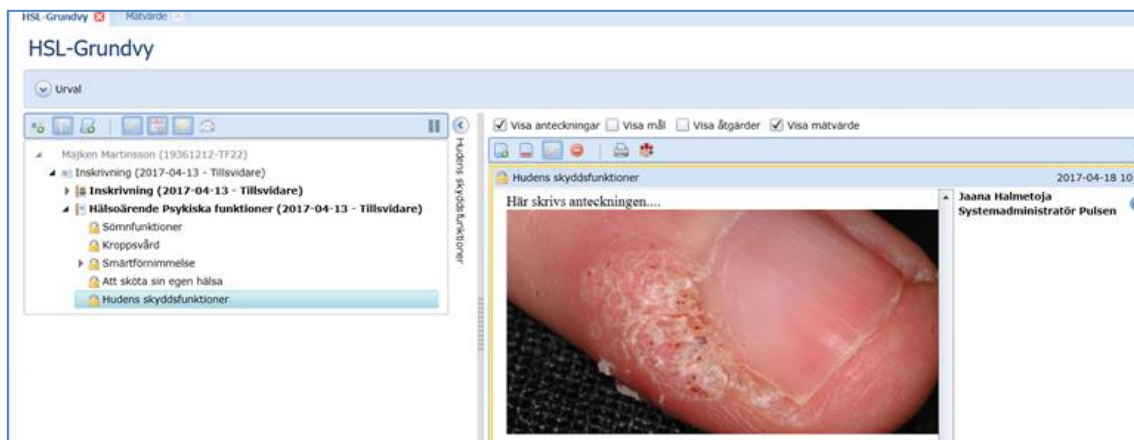 HSL-Grundvy Mätvärde
HSL-Grundvy
Urval
Visa anteckningar Visa mål Visa åtgärder Visa mätvärde
Majken Martinsson (19361212-TF22)
Inskrivning (2017-04-13 - Tillsvidare)
Inskrivning (2017-04-13 - Tillsvidare)
Hälsoärende Psykiska funktioner (2017-04-13 - Tillsvidare)
Sömnfunktioner
Kroppsvård
Smärtförnimmelse
Att sköta sin egen hälsa
Hudens skyddsfunktioner
Hudens skyddsfunktioner
Hudens skyddsfunktioner 2017-04-18 10
Här skrivs anteckningen....
Jaana Halmetoja
Systemadministratör Pulsen